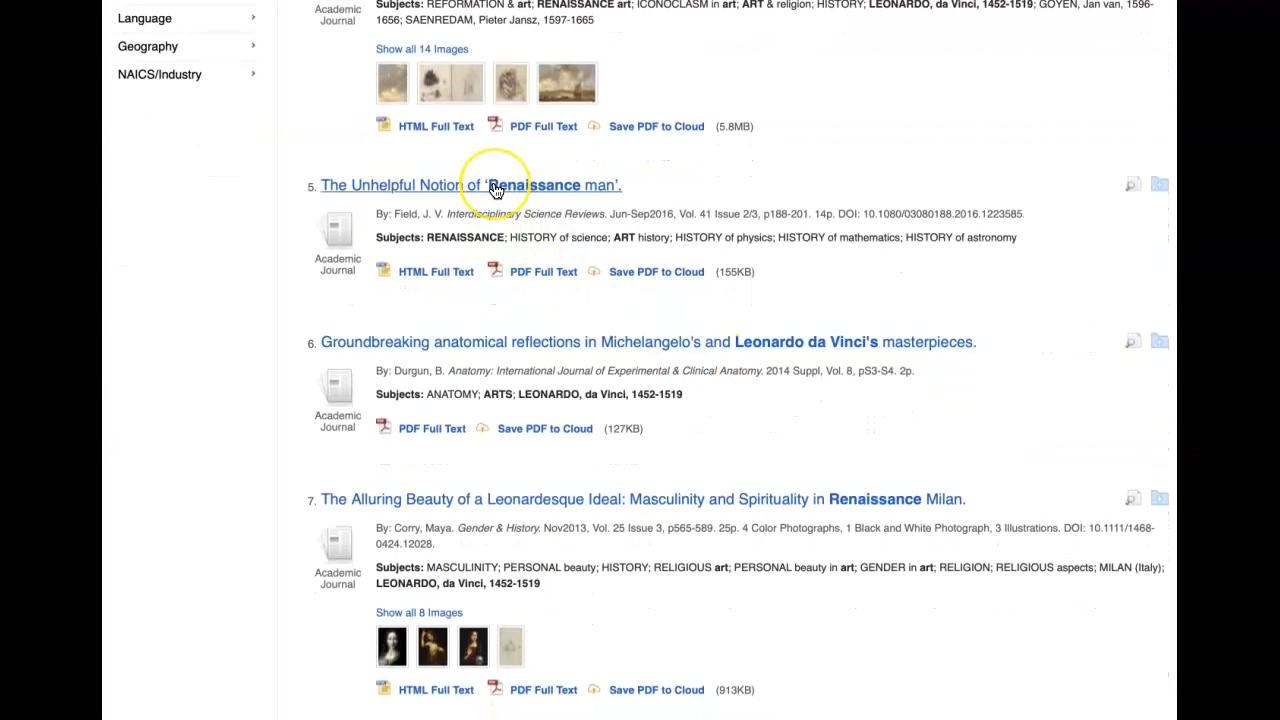 Language
Geography
NAICS/Industry
Academic
Journal
Subjects: REFORMATION & art; RENAISSANCE art; ICONOCLASM in art; ART & religion; HISTORY; LEONARDO, da Vinci, 1452-1519; GOYEN, Jan van, 1596-
1656; SAENREDAM, Pieter Jansz, 1597-1665
Show all 14 Images
HTML Full Text PDF Full Text Save PDF to Cloud (5.8MB)
5. The Unhelpful Notion of ‘Renaissance man’.
By: Field, J. V. Interdisciplinary Science Reviews. Jun-Sep2016, Vol. 41 Issue 2/3, p188-201. 14p. DOI: 10.1080/03080188.2016.1223585.
Subjects: RENAISSANCE; HISTORY of science; ART history; HISTORY of physics; HISTORY of mathematics; HISTORY of astronomy
Academic
Journal
HTML Full Text PDF Full Text Save PDF to Cloud (155KB)
6. Groundbreaking anatomical reflections in Michelangelo's and Leonardo da Vinci's masterpieces.
By: Durgun, B. Anatomy: International Journal of Experimental & Clinical Anatomy. 2014 Suppl, Vol. 8, pS3-S4. 2p.
Subjects: ANATOMY; ARTS; LEONARDO, da Vinci, 1452-1519
Academic
Journal
PDF Full Text Save PDF to Cloud (127KB)
7. The Alluring Beauty of a Leonardesque Ideal: Masculinity and Spirituality in Renaissance Milan.
By: Corry, Maya. Gender & History. Nov2013, Vol. 25 Issue 3, p565-589. 25p. 4 Color Photographs, 1 Black and White Photograph, 3 Illustrations. DOI: 10.1111/1468-
0424.12028.
Subjects: MASCULINITY; PERSONAL beauty; HISTORY; RELIGIOUS art; PERSONAL beauty in art; GENDER in art; RELIGION; RELIGIOUS aspects; MILAN (Italy);
LEONARDO, da Vinci, 1452-1519
Academic
Journal
Show all 8 Images
HTML Full Text PDF Full Text Save PDF to Cloud (913KB)